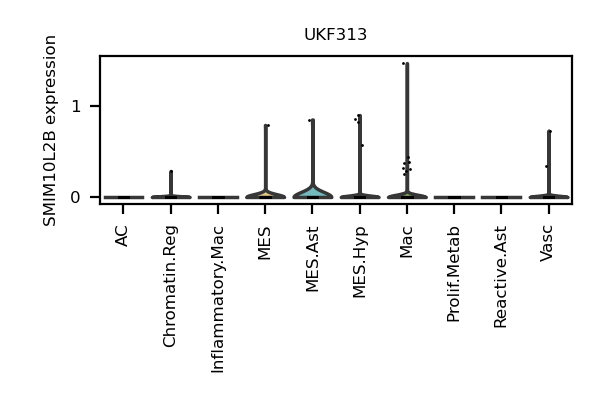 UKF313
SMIM10L2B expression
1
0
AC
Chromatin.Reg
Inflammatory.Mac
MES
MES.Ast
MES.Hyp
Mac
Prolif.Metab
Reactive.Ast
Vasc